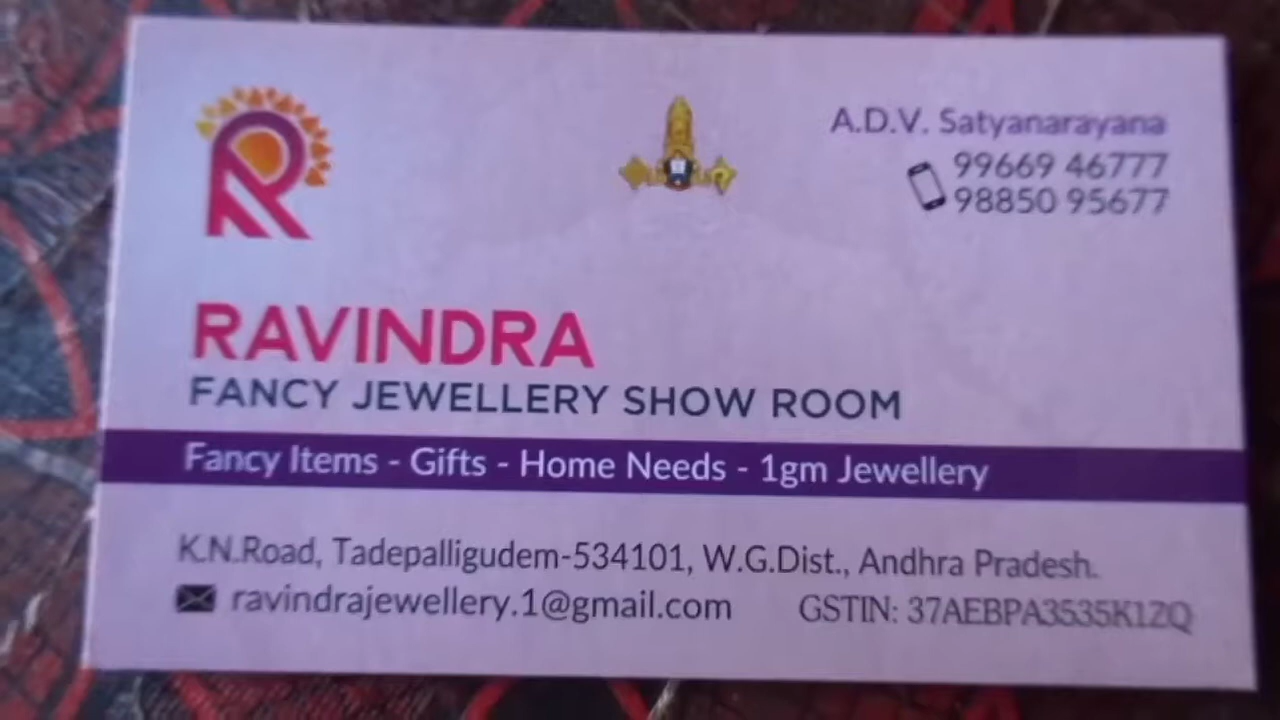 A.D.V. Satyanarayana
99669 46777
98850 95677
RAVINDRA
FANCY JEWELLERY SHOW ROOM
Fancy Items - Gifts - Home Needs - 1gm Jewellery
K.N.Road, Tadepalligudem-534101, W.G.Dist., Andhra Pradesh.
ravindrajewellery.1@gmail.com GSTIN: 37AEBPA3535K1ZQ